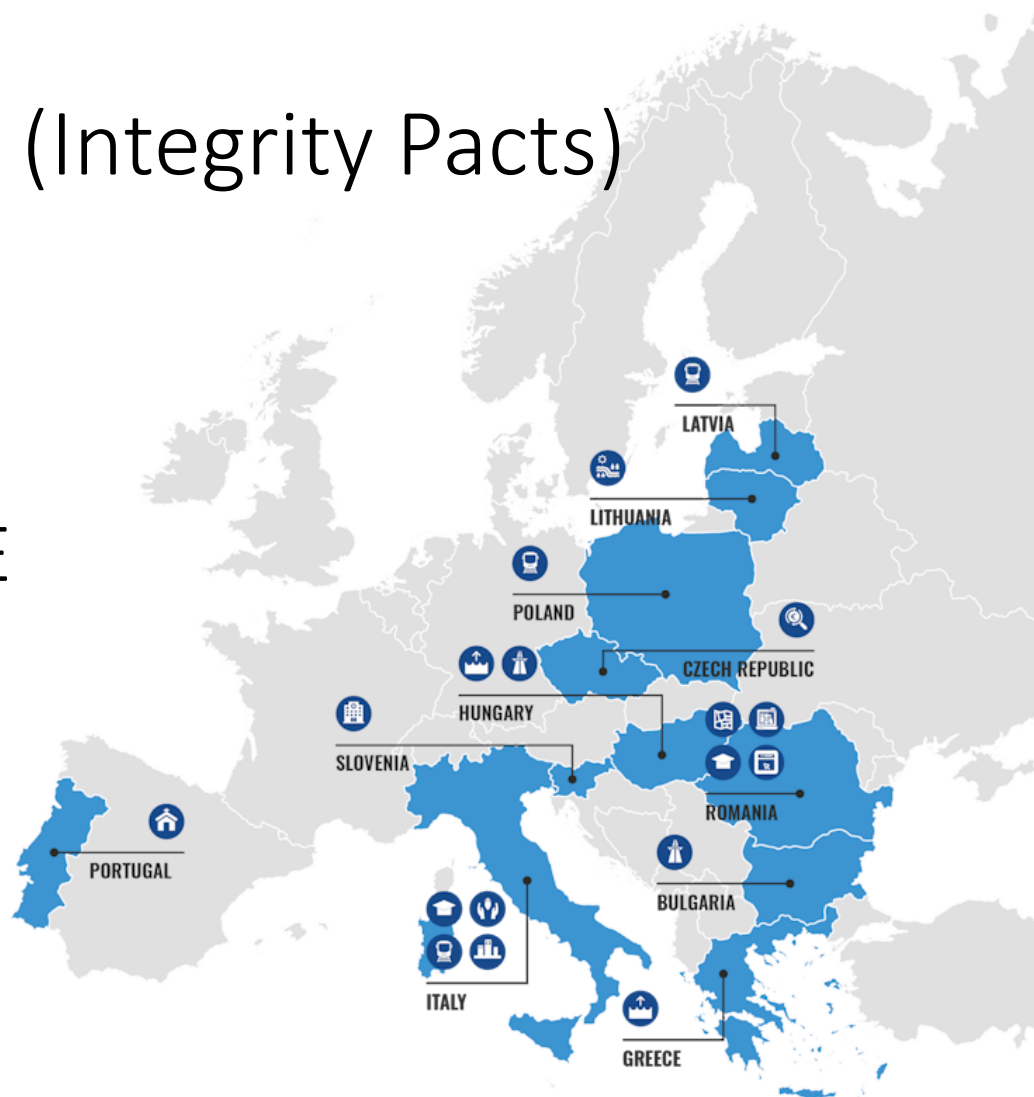 (Integrity Pacts)
LATVIA
LITHUANIA
E
POLAND
CZECH REPUBLIC
HUNGARY
SLOVENIA
ROMANIA
PORTUGAL
BULGARIA
ITALY
GREECE